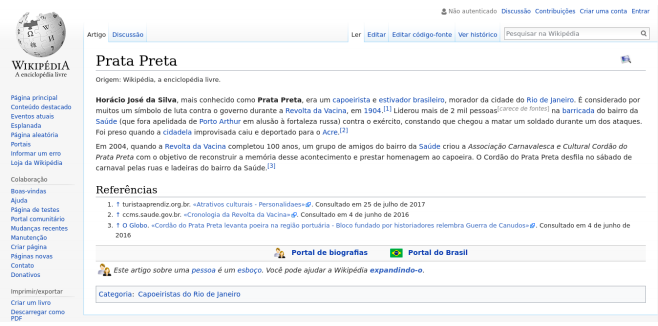 Não autenticado Discussão Contribuições Criar uma conta Entrar
Artigo Discussão Ler Editar Editar código-fonte Ver histórico Pesquisar na Wikipédia
WIKIPÉDIA
A enciclopédia livre
Página principal
Conteúdo destacado
Eventos atuais
Esplanada
Página aleatória
Portais
Informar um erro
Loja da Wikipédia
Colaboração
Boas-vindas
Ajuda
Página de testes
Portal comunitário
Mudanças recentes
Manutenção
Criar página
Páginas novas
Contato
Donativos
Imprimir/exportar
Criar um livro
Descarregar como
PDF
Prata Preta
Origem: Wikipédia, a enciclopédia livre.
Horácio José da Silva, mais conhecido como Prata Preta, era um capoeirista e estivador brasileiro, morador da cidade do Rio de Janeiro. É considerado por
muitos um símbolo de luta contra o governo durante a Revolta da Vacina, em 1904.[1] Liderou mais de 2 mil pessoas[carece de fontes] na barricada do bairro da
Saúde (que fora apelidada de Porto Arthur em alusão à fortaleza russa) contra o exército, constando que chegou a matar um soldado durante um dos ataques.
Foi preso quando a cidadela improvisada caiu e deportado para o Acre.[2]
Em 2004, quando a Revolta da Vacina completou 100 anos, um grupo de amigos do bairro da Saúde criou a Associação Carnavalesca e Cultural Cordão do
Prata Preta com o objetivo de reconstruir a memória desse acontecimento e prestar homenagem ao capoeira. O Cordão do Prata Preta desfila no sábado de
carnaval pelas ruas e ladeiras do bairro da Saúde.[3]
Referências
1. ↑ turistaaprendiz.org.br. «Atrativos culturais - Personalidaes». Consultado em 25 de julho de 2017
2. ↑ ccms.saude.gov.br. «Cronologia da Revolta da Vacina». Consultado em 4 de junho de 2016
3. ↑ O Globo. «Cordão do Prata Preta levanta poeira na região portuária - Bloco fundado por historiadores relembra Guerra de Canudos». Consultado em 4 de junho de
2016
Portal de biografias Portal do Brasil
Este artigo sobre uma pessoa é um esboço. Você pode ajudar a Wikipédia expandindo-o.
Categoria: Capoeiristas do Rio de Janeiro